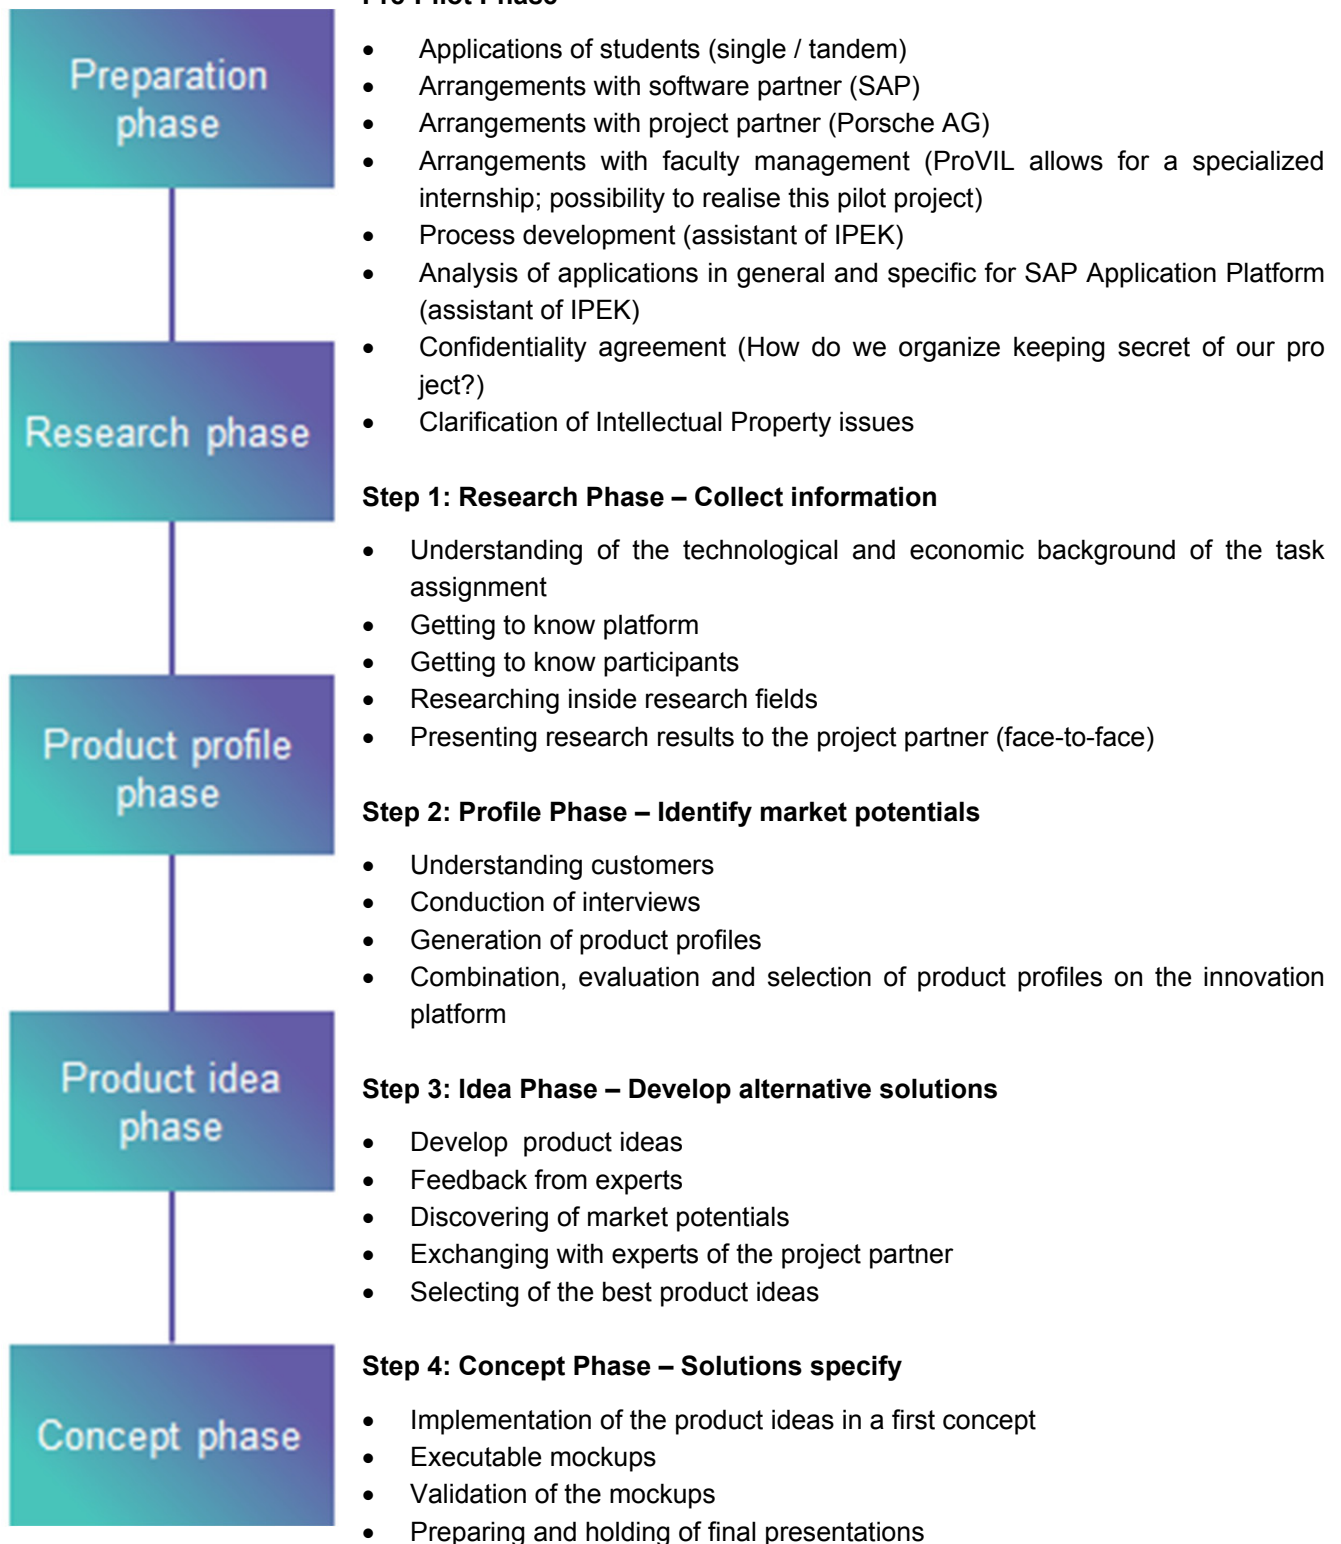 Preparation
phase
Research phase
Product profile
phase
Product idea
phase
Concept phase
Pre Pilot Phase
• Applications of students (single / tandem)
• Arrangements with software partner (SAP)
• Arrangements with project partner (Porsche AG)
• Arrangements with faculty management (ProVIL allows for a specialized
internship; possibility to realise this pilot project)
• Process development (assistant of IPEK)
• Analysis of applications in general and specific for SAP Application Platform
(assistant of IPEK)
• Confidentiality agreement (How do we organize keeping secret of our pro
ject?)
• Clarification of Intellectual Property issues
Step 1: Research Phase – Collect information
• Understanding of the technological and economic background of the task
assignment
• Getting to know platform
• Getting to know participants
• Researching inside research fields
• Presenting research results to the project partner (face-to-face)
Step 2: Profile Phase – Identify market potentials
• Understanding customers
• Conduction of interviews
• Generation of product profiles
• Combination, evaluation and selection of product profiles on the innovation
platform
Step 3: Idea Phase – Develop alternative solutions
• Develop  product ideas
• Feedback from experts
• Discovering of market potentials
• Exchanging with experts of the project partner
• Selecting of the best product ideas
Step 4: Concept Phase – Solutions specify
• Implementation of the product ideas in a first concept
• Executable mockups
• Validation of the mockups
• Preparing and holding of final presentations